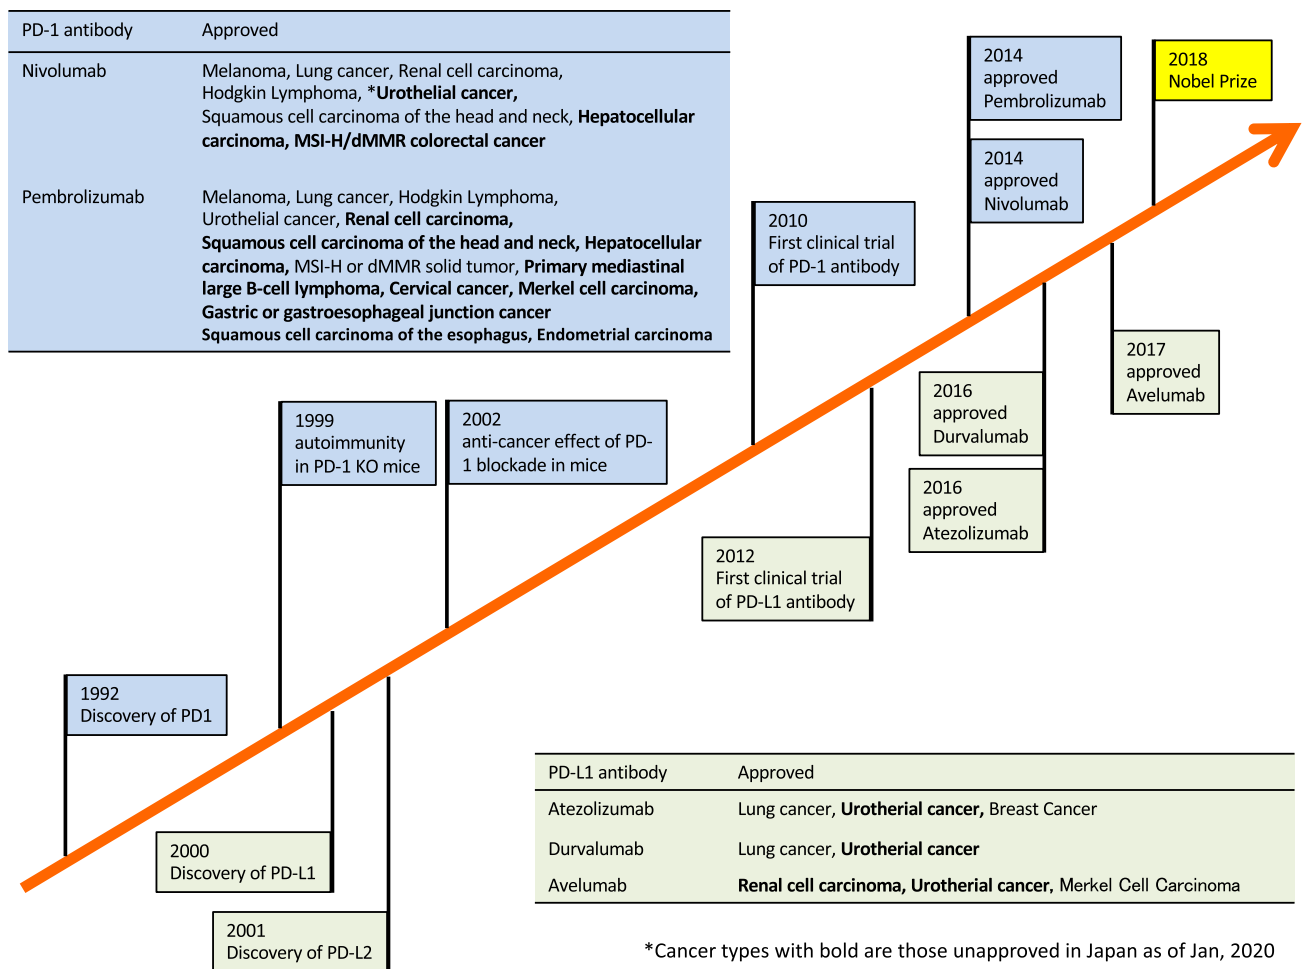 PD-1 antibody Approved
Nivolumab Melanoma, Lung cancer, Renal cell carcinoma,
Hodgkin Lymphoma, *Urothelial cancer,
Squamous cell carcinoma of the head and neck, Hepatocellular
carcinoma, MSI-H/dMMR colorectal cancer
Pembrolizumab Melanoma, Lung cancer, Hodgkin Lymphoma,
Urothelial cancer, Renal cell carcinoma,
Squamous cell carcinoma of the head and neck, Hepatocellular
carcinoma, MSI-H or dMMR solid tumor, Primary mediastinal
large B-cell lymphoma, Cervical cancer, Merkel cell carcinoma,
Gastric or gastroesophageal junction cancer
Squamous cell carcinoma of the esophagus, Endometrial carcinoma
1992
Discovery of PD1
1999
autoimmunity
in PD-1 KO mice
2000
Discovery of PD-L1
2001
Discovery of PD-L2
2002
anti-cancer effect of PD-
1 blockade in mice
2010
First clinical trial
of PD-1 antibody
2012
First clinical trial
of PD-L1 antibody
2014
approved
Pembrolizumab
2014
approved
Nivolumab
2016
approved
Durvalumab
2016
approved
Atezolizumab
2017
approved
Avelumab
2018
Nobel Prize
PD-L1 antibody Approved
Atezolizumab Lung cancer, Urotherial cancer, Breast Cancer
Durvalumab Lung cancer, Urotherial cancer
Avelumab Renal cell carcinoma, Urotherial cancer, Merkel Cell Carcinoma
*Cancer types with bold are those unapproved in Japan as of Jan, 2020